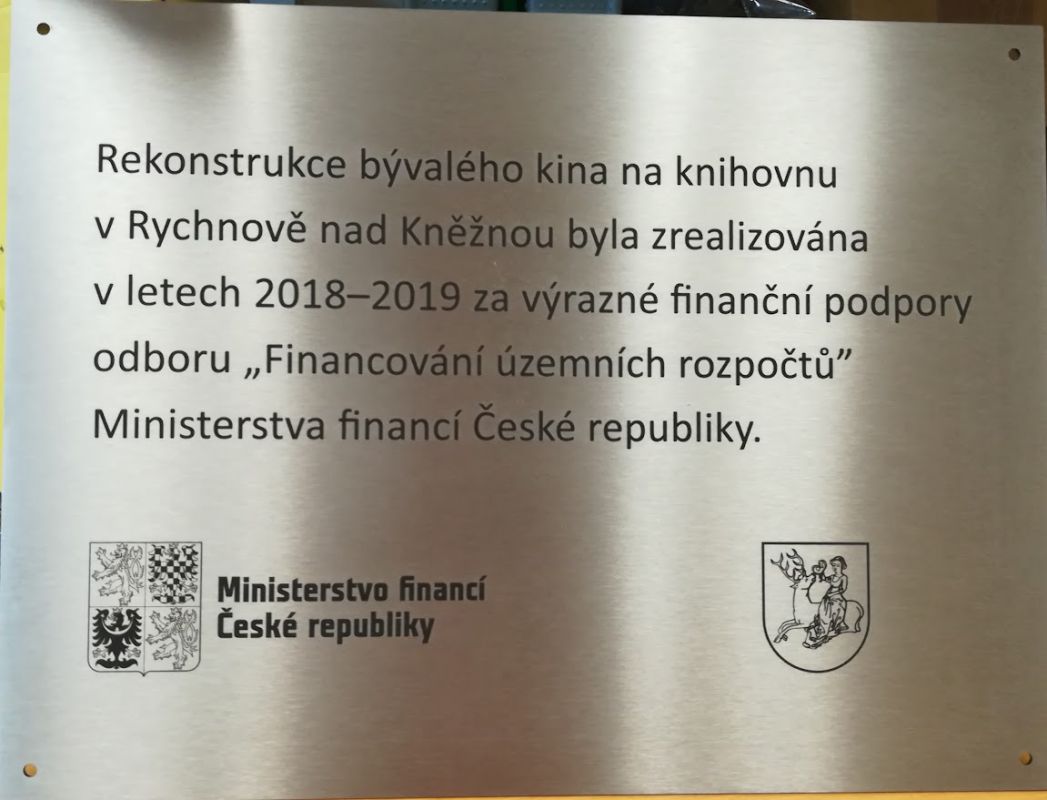 Rekonstrukce bývalého kina na knihovnu
v Rychnově nad Kněžnou byla zrealizována
v letech 2018–2019 za výrazné finanční podpory
odboru „Financování územních rozpočtů”
Ministerstva financí České republiky.
Ministerstvo financí
České republiky